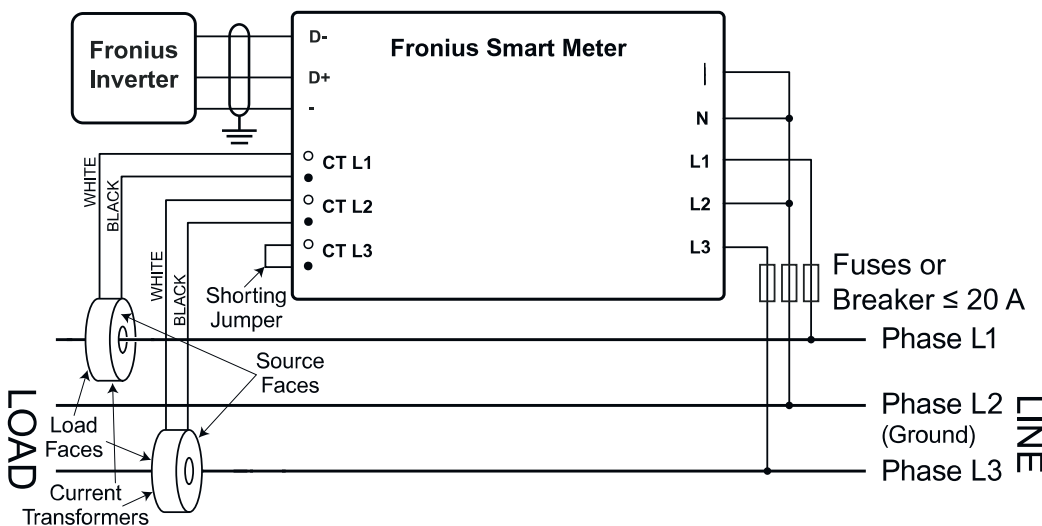 Fronius
Inverter
D-
D+
-
Fronius Smart Meter
|
N
L1
L2
L3
CT L1
CT L2
CT L3
WHITE
BLACK
WHITE
BLACK
Shorting
Jumper
Fuses or
Breaker ≤ 20 A
Source
Faces
Phase L1
Phase L2
(Ground)
Phase L3
LOAD
LINE
Load
Faces
Current
Transformers